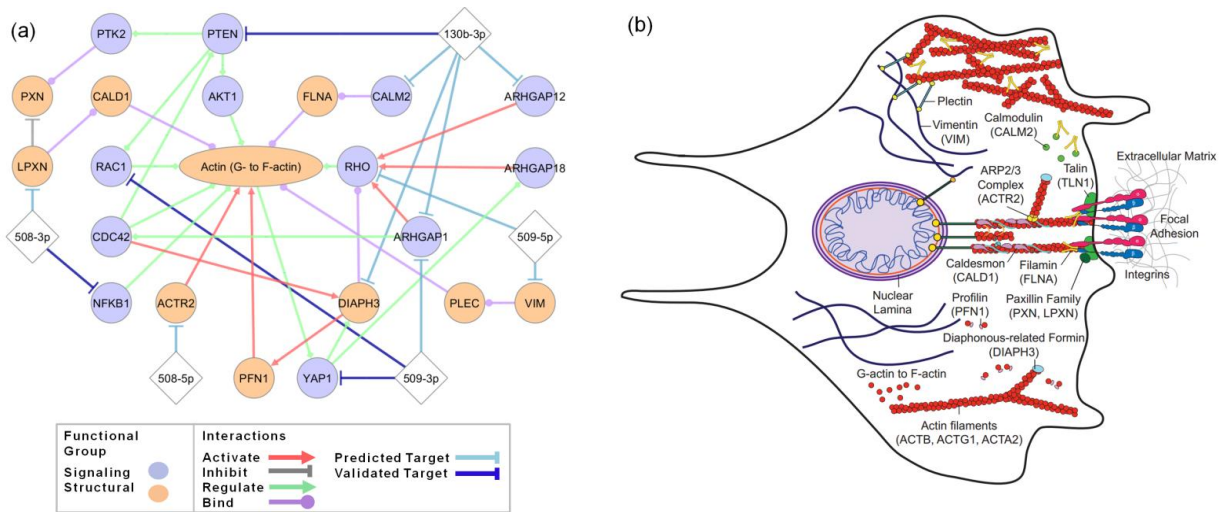 (a)
PTK2
PTEN
130b-3p
PXN
CALD1
AKT1
FLNA
CALM2
ARHGAP12
LPXN
RAC1
Actin (G- to F-actin)
RHO
ARHGAP18
508-3p
CDC42
ARHGAP1
509-5p
NFKB1
ACTR2
DIAPH3
PLEC
VIM
508-5p
PFN1
YAP1
509-3p
Functional
Group
Signaling
Structural
Interactions
Activate
Inhibit
Regulate
Bind
Predicted Target
Validated Target
(b)
Plectin
Vimentin
(VIM)
Calmodulin
(CALM2)
ARP2/3
Complex
(ACTR2)
Talin
(TLN1)
Extracellular Matrix
Focal
Adhesion
Integrins
Caldesmon
(CALD1)
Filamin
(FLNA)
Paxillin Family
(PXN, LPXN)
Nuclear
Lamina
Profilin
(PFN1)
Diaphonous-related Formin
(DIAPH3)
G-actin to F-actin
Actin filaments
(ACTB, ACTG1, ACTA2)